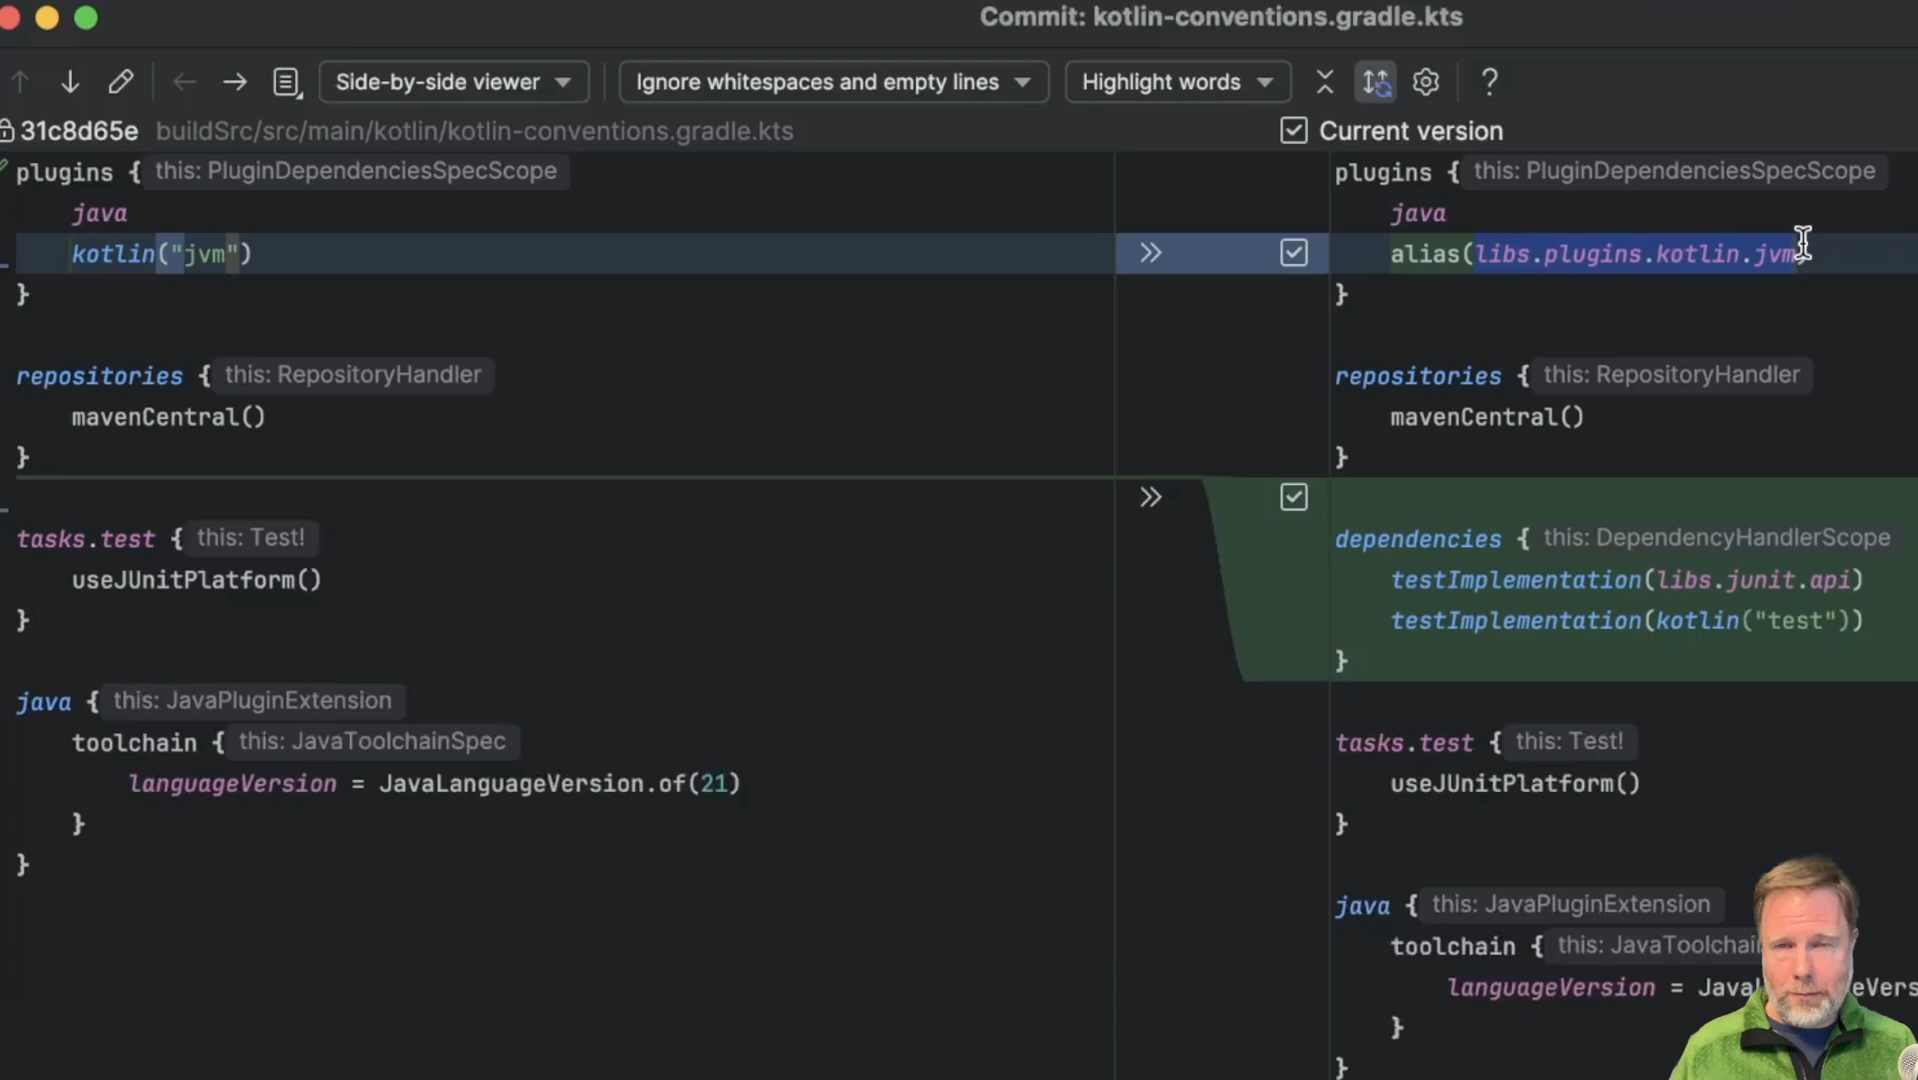 Commit: kotlin-conventions.gradle.kts
Side-by-side viewer Ignore whitespaces and empty lines Highlight words ?
31c8d65e buildSrc/src/main/kotlin/kotlin-conventions.gradle.kts
plugins { this: PluginDependenciesSpecScope
java
kotlin("jvm")
}
repositories { this: RepositoryHandler
mavenCentral()
}
tasks.test { this: Test!
useJUnitPlatform()
}
java { this: JavaPluginExtension
toolchain { this: JavaToolchainSpec
languageVersion = JavaLanguageVersion.of(21)
}
}
Current version
plugins { this: PluginDependenciesSpecScope
java
alias(libs.plugins.kotlin.jvm)
}
repositories { this: RepositoryHandler
mavenCentral()
}
dependencies { this: DependencyHandlerScope
testImplementation(libs.junit.api)
testImplementation(kotlin("test"))
}
tasks.test { this: Test!
useJUnitPlatform()
}
java { this: JavaPluginExtension
toolchain { this:
languageVersion =
}
}